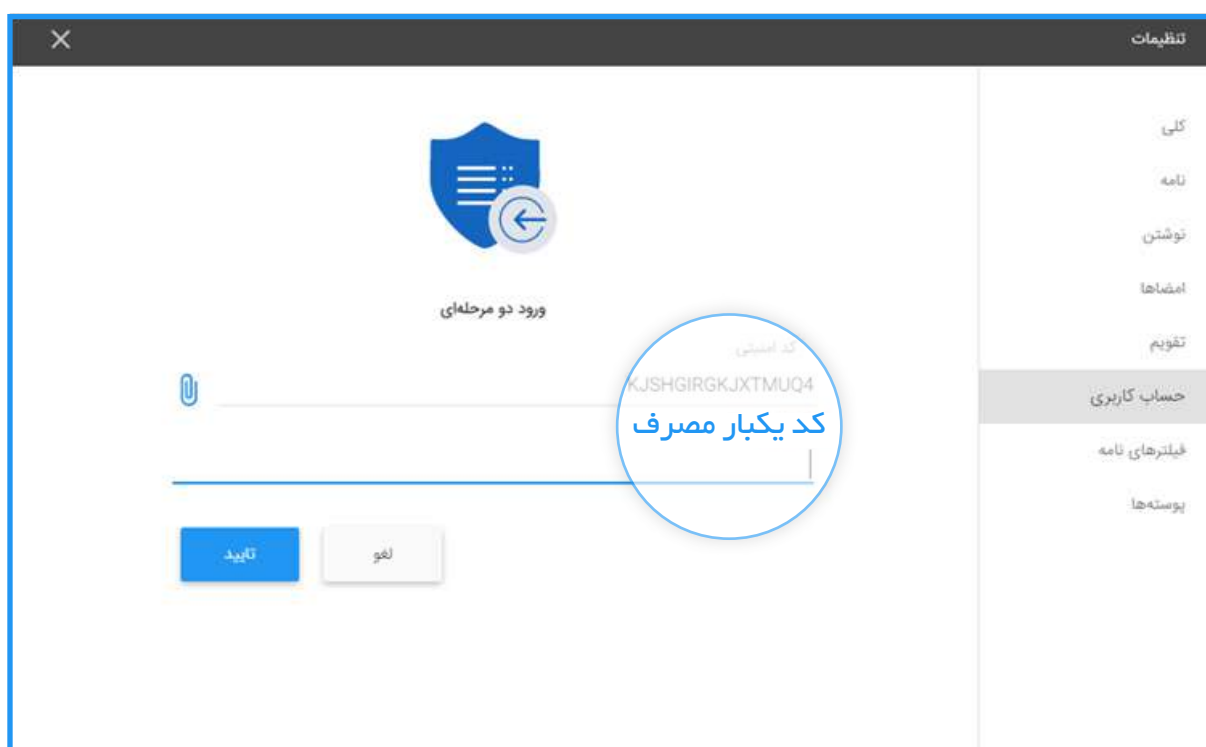 تنظیمات
کلی
نامه
نوشتن
امضاها
تقویم
حساب کاربری
فیلترهای نامه
پوسته‌ها
ورود دو مرحله‌ای
کد امنیتی
KJSHGIRGKJXTMUQ4
کد یکبار مصرف
لغو
تایید